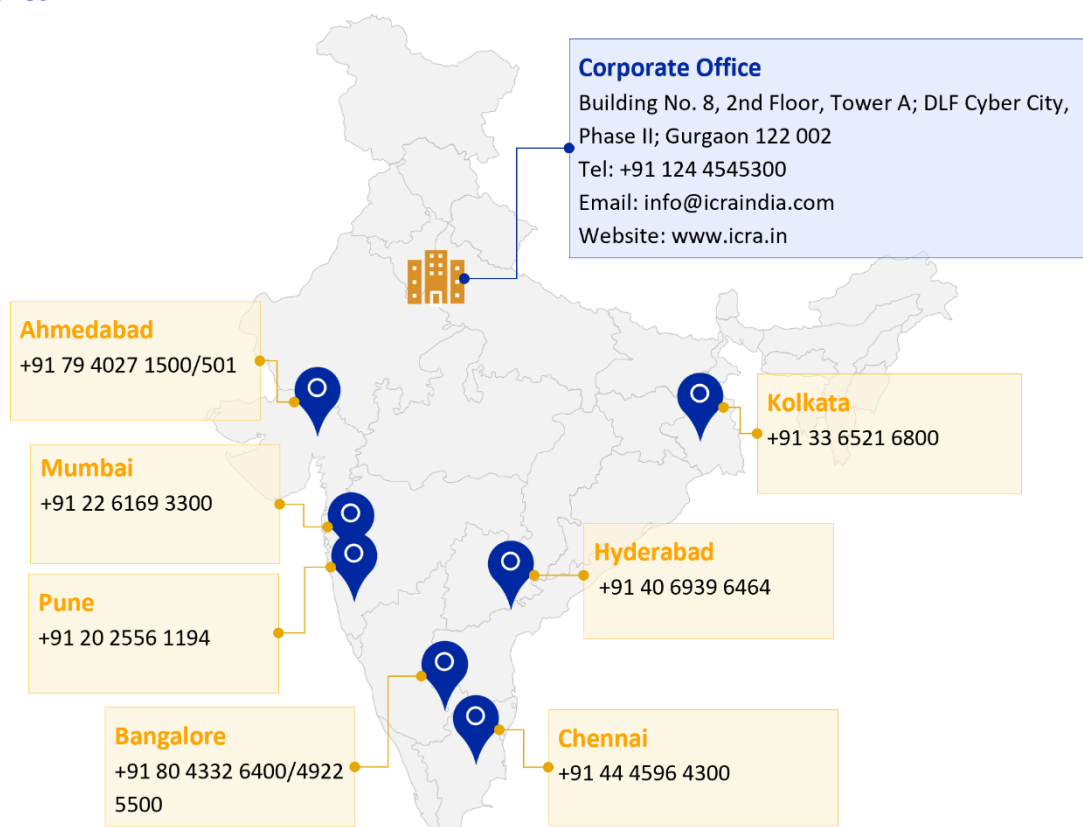 Corporate Office
Building No. 8, 2nd Floor, Tower A; DLF Cyber City,
Phase II; Gurgaon 122 002
Tel: +91 124 4545300
Email: info@icraindia.com
Website: www.icra.in
Ahmedabad
+91 79 4027 1500/501
Kolkata
+91 33 6521 6800
Mumbai
+91 22 6169 3300
Hyderabad
+91 40 6939 6464
Pune
+91 20 2556 1194
Bangalore
+91 80 4332 6400/4922
5500
Chennai
+91 44 4596 4300